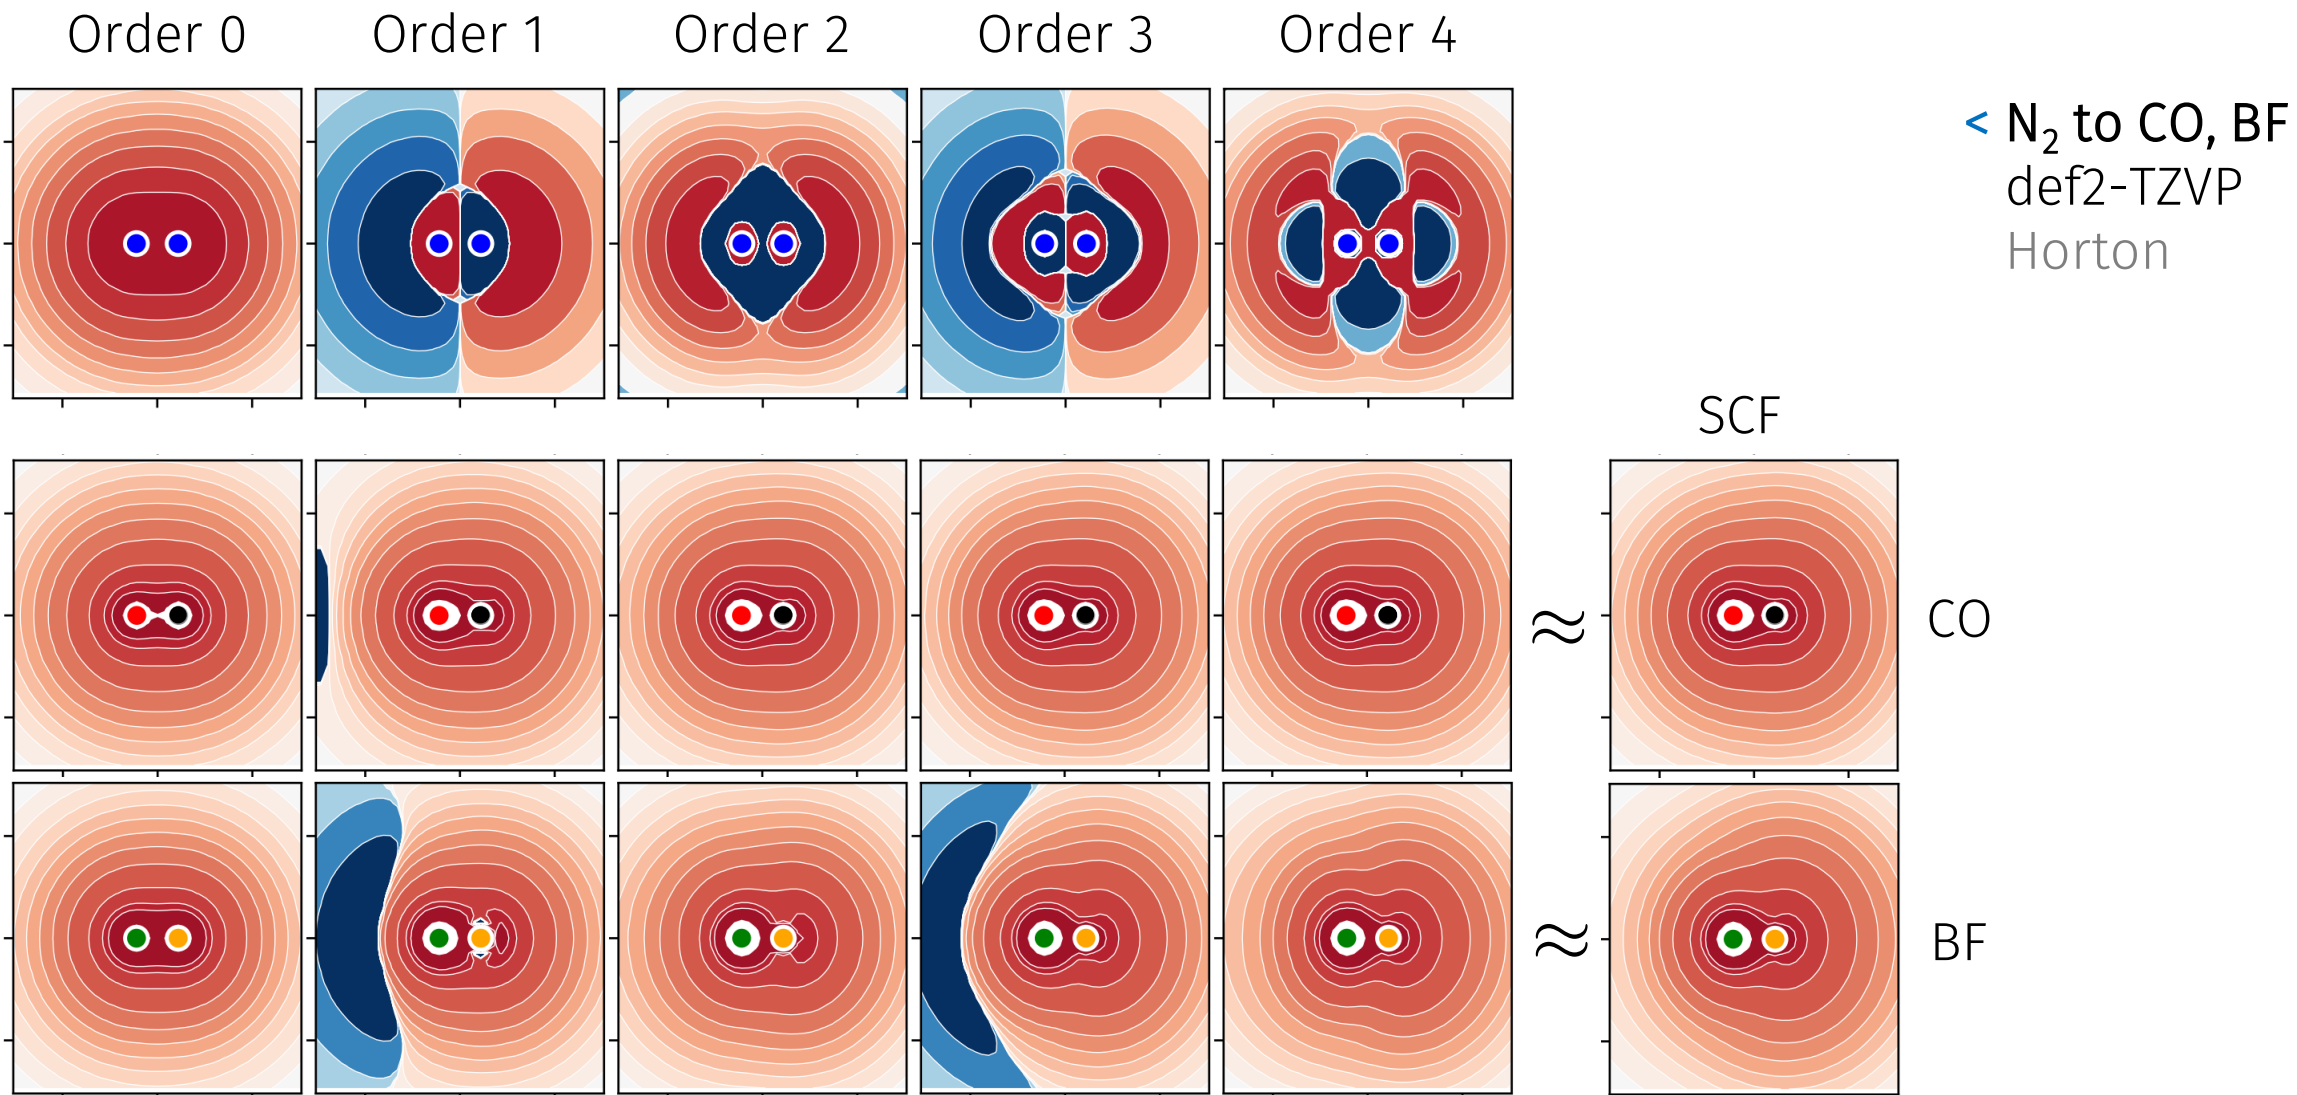 Order 0
Order 1
Order 2
Order 3
Order 4
< N₂ to CO, BF
def2-TZVP
Horton
SCF
≈
CO
≈
BF